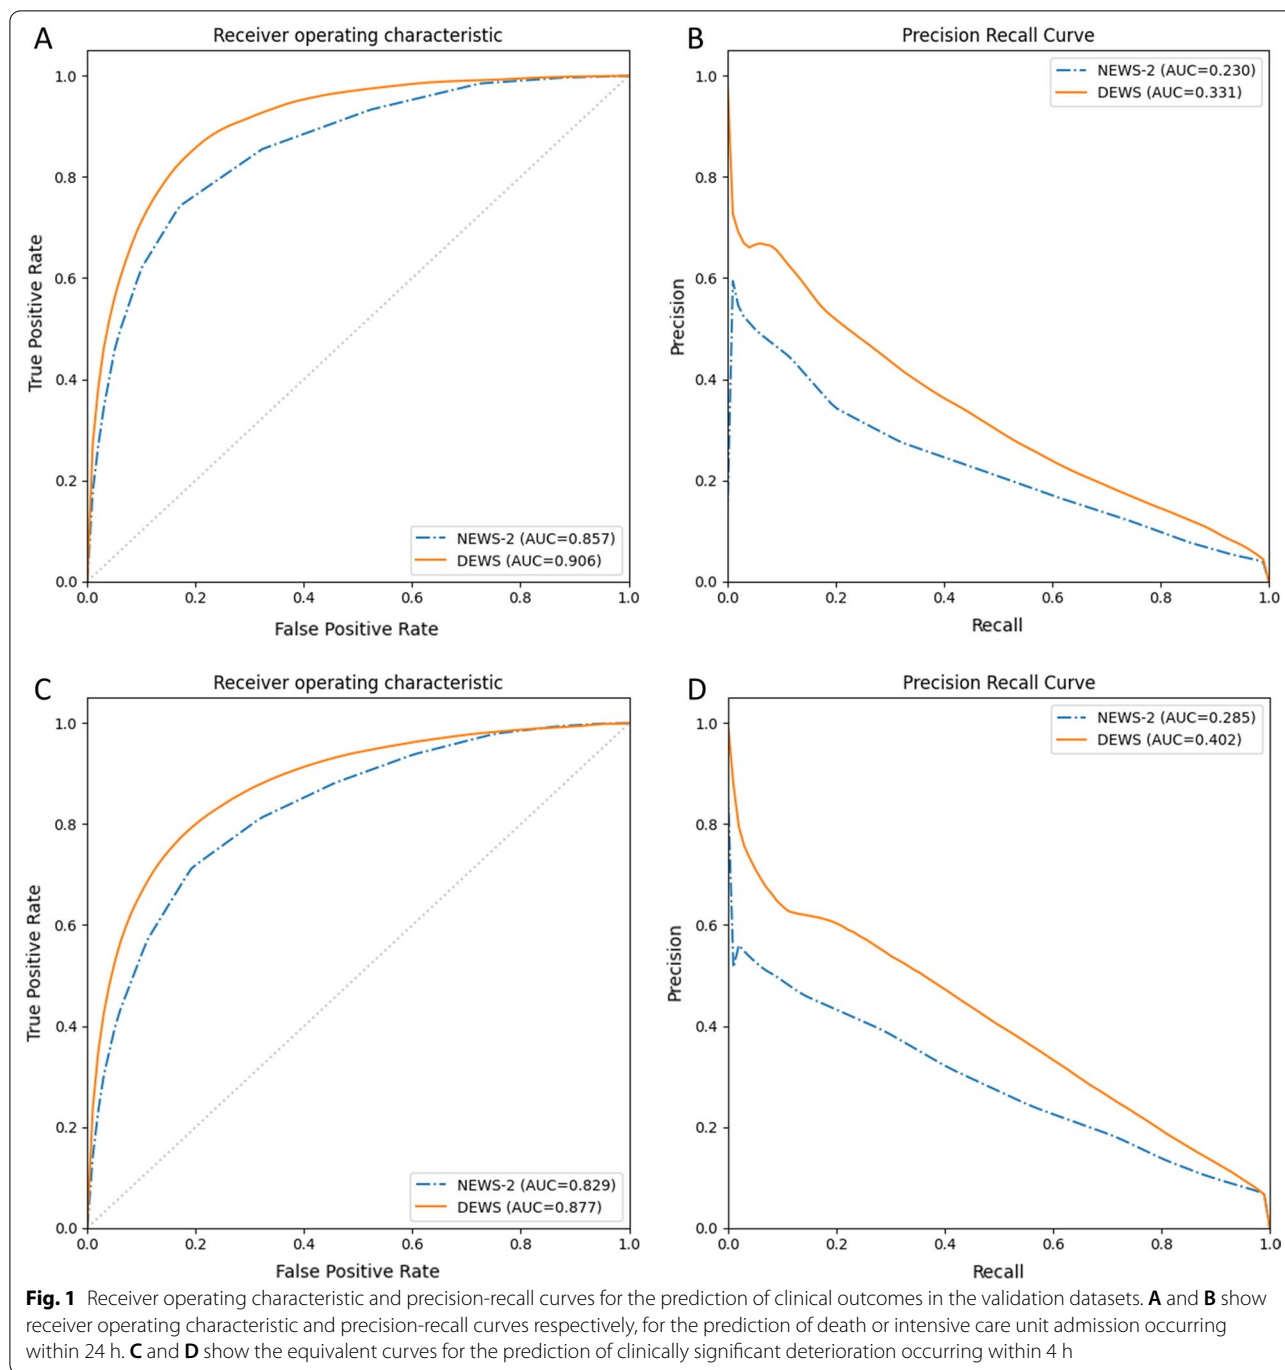 A
Receiver operating characteristic
1.0
0.8
0.6
0.4
0.2
0.0
True Positive Rate
NEWS-2 (AUC=0.857)
DEWS (AUC=0.906)
0.0 0.2 0.4 0.6 0.8 1.0
False Positive Rate
B
Precision Recall Curve
NEWS-2 (AUC=0.230)
DEWS (AUC=0.331)
1.0
0.8
0.6
0.4
0.2
0.0
Precision
0.0 0.2 0.4 0.6 0.8 1.0
Recall
C
Receiver operating characteristic
1.0
0.8
0.6
0.4
0.2
0.0
True Positive Rate
NEWS-2 (AUC=0.829)
DEWS (AUC=0.877)
0.0 0.2 0.4 0.6 0.8 1.0
False Positive Rate
D
Precision Recall Curve
NEWS-2 (AUC=0.285)
DEWS (AUC=0.402)
1.0
0.8
0.6
0.4
0.2
0.0
Precision
0.0 0.2 0.4 0.6 0.8 1.0
Recall
Fig. 1 Receiver operating characteristic and precision-recall curves for the prediction of clinical outcomes in the validation datasets. A and B show
receiver operating characteristic and precision-recall curves respectively, for the prediction of death or intensive care unit admission occurring
within 24 h. C and D show the equivalent curves for the prediction of clinically significant deterioration occurring within 4 h